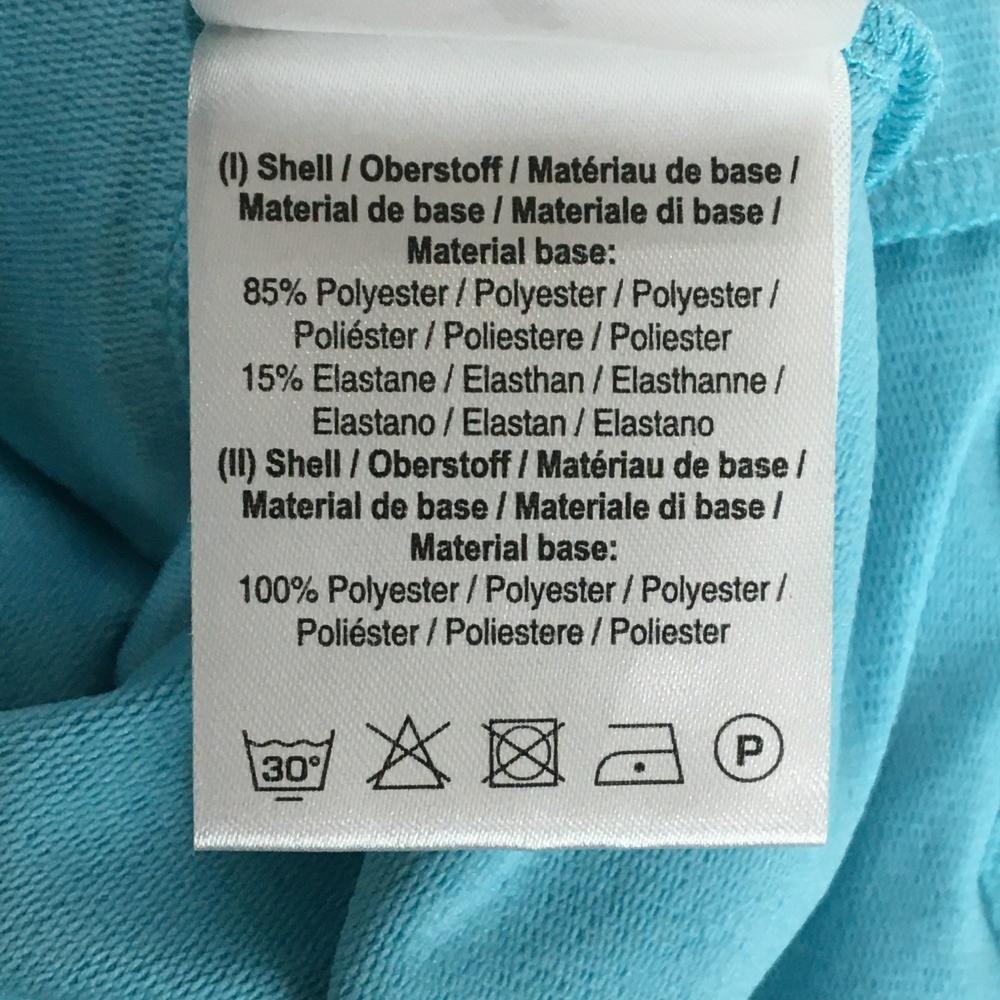 (I) Shell / Oberstoff / Matériau de base /
Material de base / Materiale di base /
Material base:
85% Polyester / Polyester / Polyester /
Poliéster / Poliestere / Poliester
15% Elastane / Elasthan / Elasthanne /
Elastano / Elastan / Elastano
(II) Shell / Oberstoff / Matériau de base /
Material de base / Materiale di base /
Material base:
100% Polyester / Polyester / Polyester /
Poliéster / Poliestere / Poliester
30° P